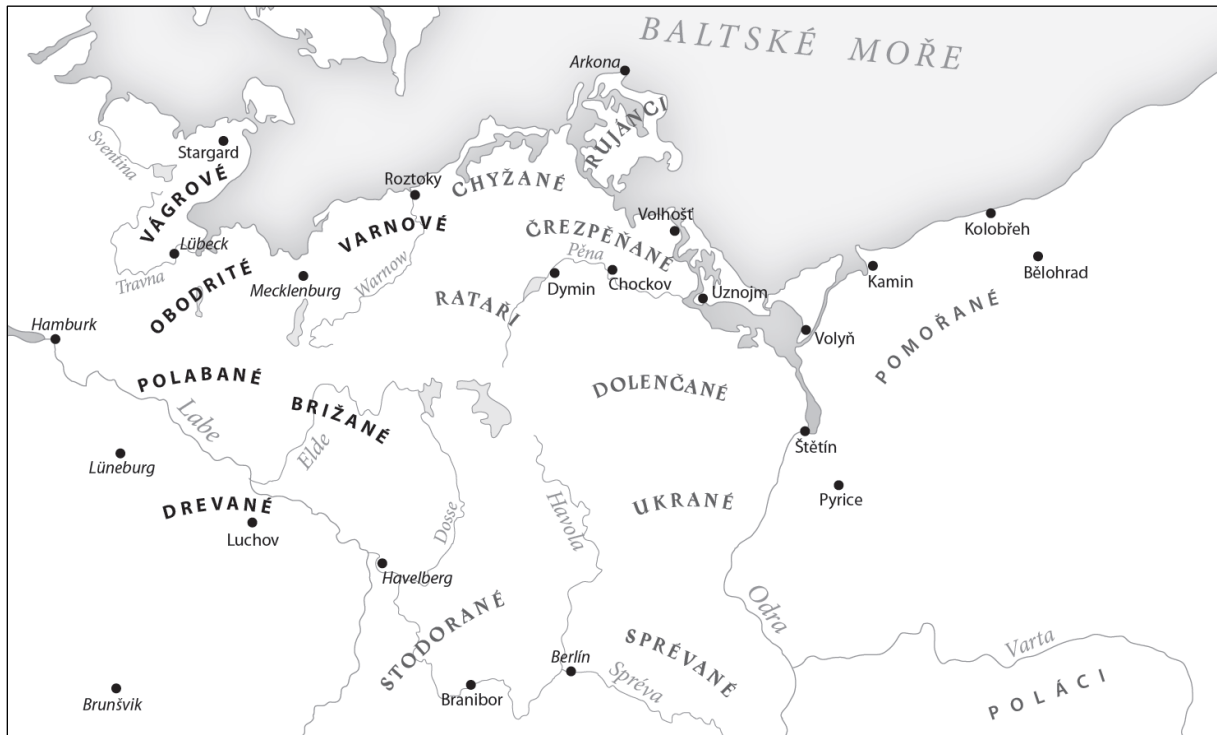 BALTSKÉ MOŘE
Arkona
RUJÁNCI
Sventina
Stargard
VÁGROVÉ
Roztoky
CHYŽANÉ
VARNOVÉ
Volhošť
Kolobřeh
ČREZPĚŇANÉ
Lübeck
Travna
OBODRITÉ
Mecklenburg
Warnow
Pěna
Dymin
Chockov
Uznojm
Kamin
Bělohrad
RATAŘI
POMOŘANÉ
Hamburk
Volyň
POLABANÉ
BRIŽANÉ
DOLENČANÉ
Labe
Elde
Štětín
Lüneburg
Pyrice
DREVANÉ
Luchov
Dosse
Havola
UKRANÉ
Havelberg
Odra
STODORANÉ
SPRÉVANÉ
Varta
Berlín
Spréva
Branibor
POLÁCI
Brunšvik